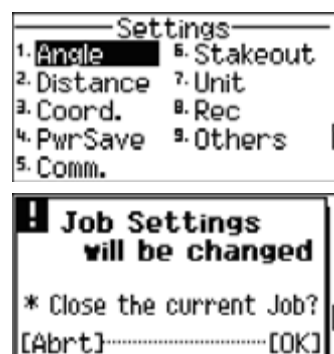 Settings
1. Angle 6. Stakeout
2. Distance 7. Unit
3. Coord. 8. Rec
4. PwrSave 9. Others
5. Comm.
! Job Settings
will be changed
* Close the current Job?
[Abrt] [OK]